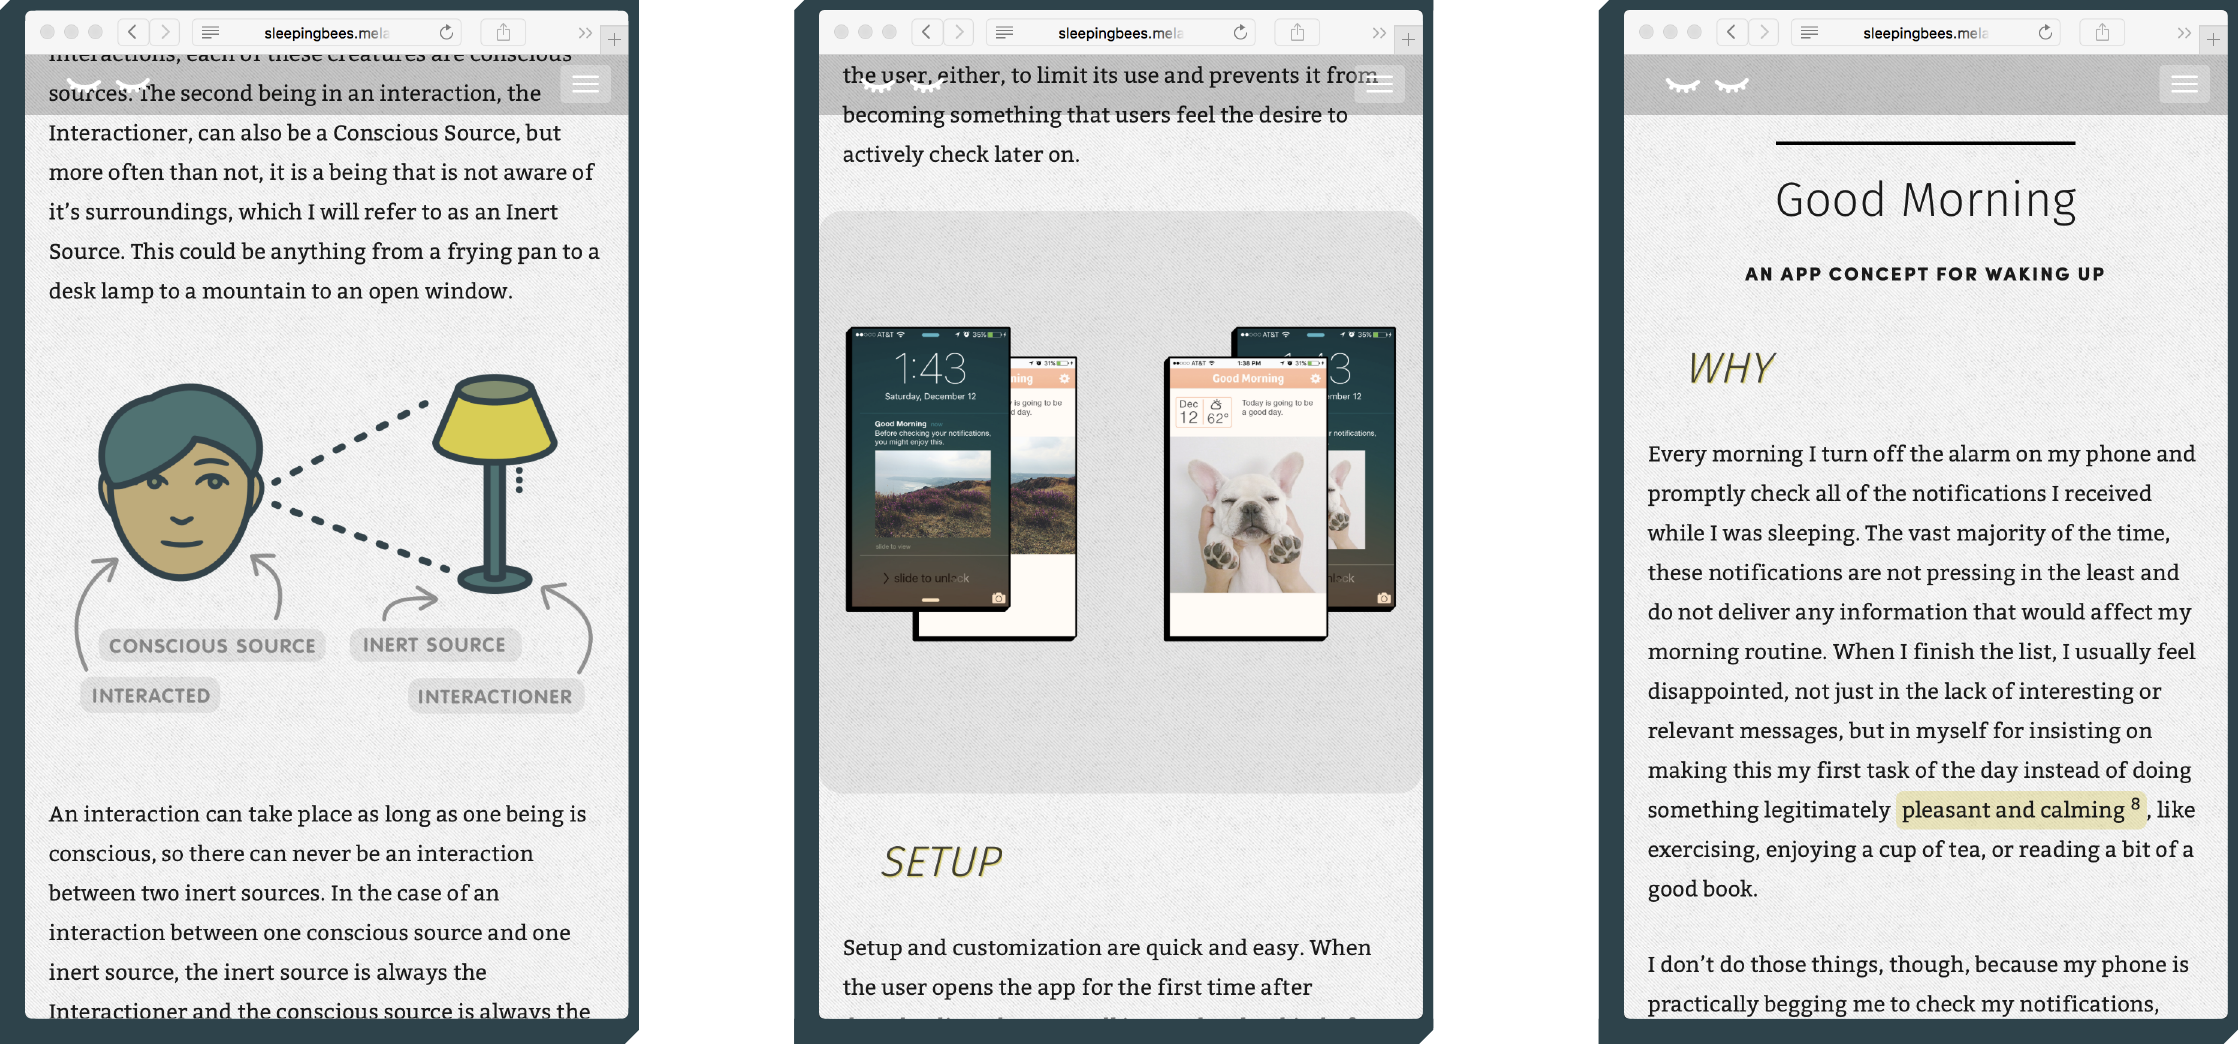 sleepingbees.mela
interactions, each of these creatures are conscious
sources. The second being in an interaction, the
Interactioner, can also be a Conscious Source, but
more often than not, it is a being that is not aware of
it's surroundings, which I will refer to as an Inert
Source. This could be anything from a frying pan to a
desk lamp to a mountain to an open window.
CONSCIOUS SOURCE
INERT SOURCE
INTERACTED
INTERACTIONER
An interaction can take place as long as one being is
conscious, so there can never be an interaction
between two inert sources. In the case of an
interaction between one conscious source and one
inert source, the inert source is always the
Interactioner and the conscious source is always the
sleepingbees.mela
the user, either, to limit its use and prevents it from
becoming something that users feel the desire to
actively check later on.
AT&T 35%
1:43
Saturday, December 12
Good Morning now
Before checking your notifications,
you might enjoy this.
slide to view
slide to unlock
31%
ning
is going to be
d day.
AT&T 1:38 PM 31%
Good Morning
Dec
12
62°
Today is going to be
a good day.
AT&T 35%
3
mber 12
r notifications,
ck
SETUP
Setup and customization are quick and easy. When
the user opens the app for the first time after
sleepingbees.mela
Good Morning
AN APP CONCEPT FOR WAKING UP
WHY
Every morning I turn off the alarm on my phone and
promptly check all of the notifications I received
while I was sleeping. The vast majority of the time,
these notifications are not pressing in the least and
do not deliver any information that would affect my
morning routine. When I finish the list, I usually feel
disappointed, not just in the lack of interesting or
relevant messages, but in myself for insisting on
making this my first task of the day instead of doing
something legitimately pleasant and calming 8, like
exercising, enjoying a cup of tea, or reading a bit of a
good book.
I don't do those things, though, because my phone is
practically begging me to check my notifications,